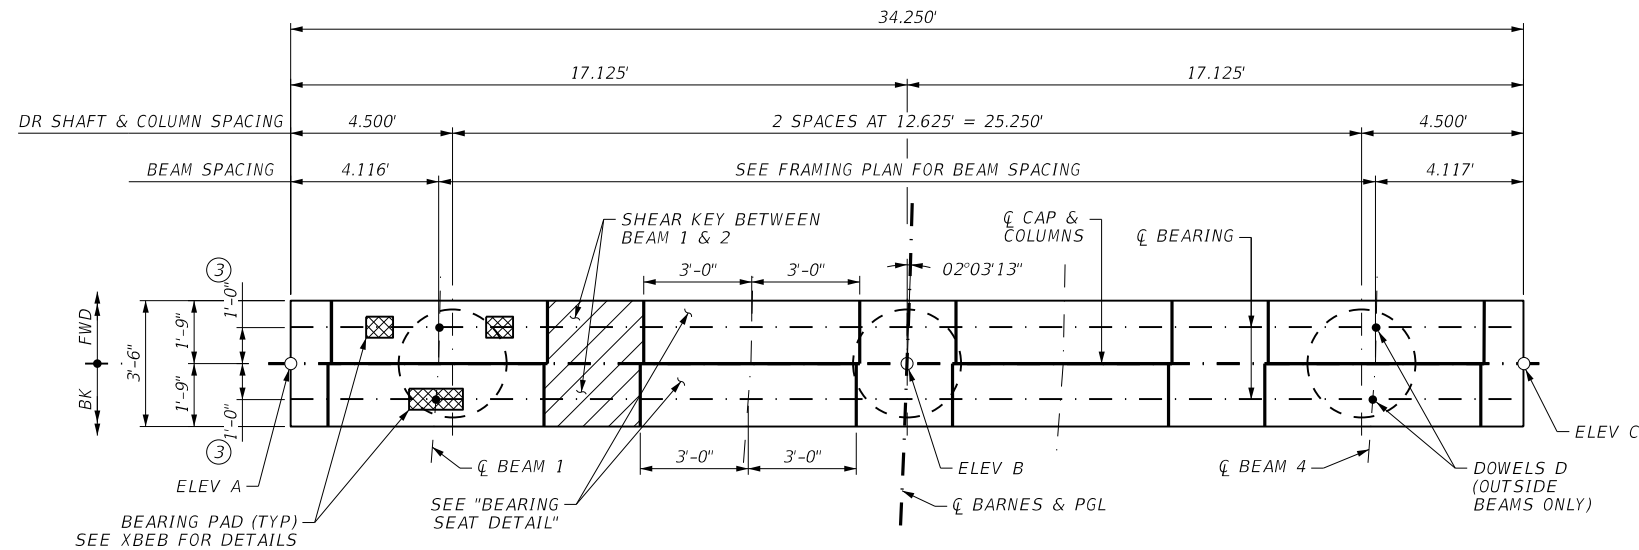 34.250'
17.125'
17.125'
DR SHAFT & COLUMN SPACING
4.500'
2 SPACES AT 12.625' = 25.250'
4.500'
BEAM SPACING
4.116'
SEE FRAMING PLAN FOR BEAM SPACING
4.117'
SHEAR KEY BETWEEN
BEAM 1 & 2
℄ CAP &
COLUMNS
℄ BEARING
3'-0"
3'-0"
02°03'13"
3
1'-0"
FWD
1'-9"
3'-6"
BK
1'-9"
1'-0"
3
3'-0"
3'-0"
ELEV A
℄ BEAM 1
ELEV B
℄ BEAM 4
ELEV C
SEE "BEARING
SEAT DETAIL"
℄ BARNES & PGL
DOWELS D
(OUTSIDE
BEAMS ONLY)
BEARING PAD (TYP)
SEE XBEB FOR DETAILS